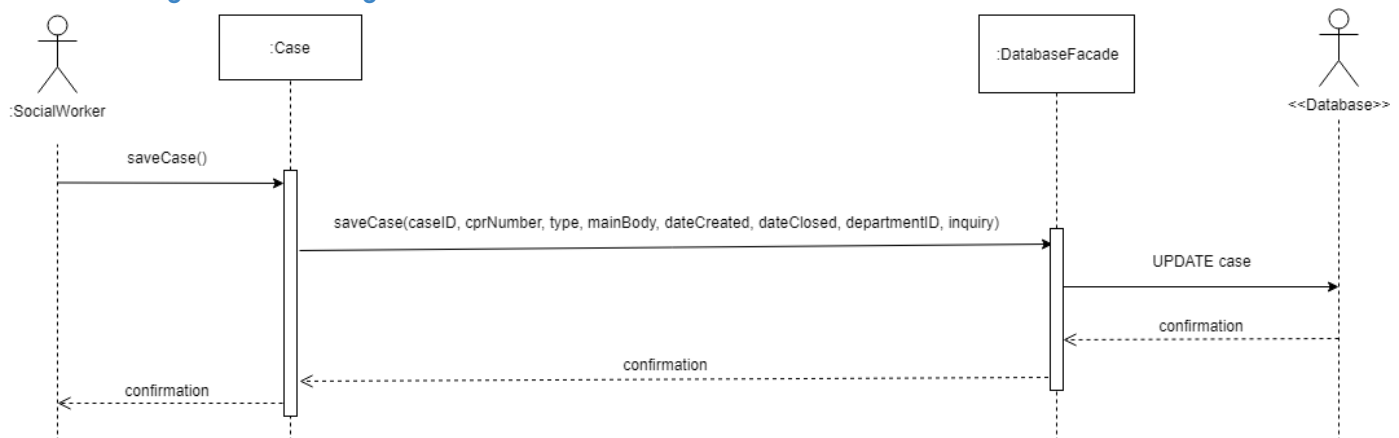 :Case
:DatabaseFacade
:SocialWorker
<<Database>>
saveCase()
saveCase(caseID, cprNumber, type, mainBody, dateCreated, dateClosed, departmentID, inquiry)
UPDATE case
confirmation
confirmation
confirmation